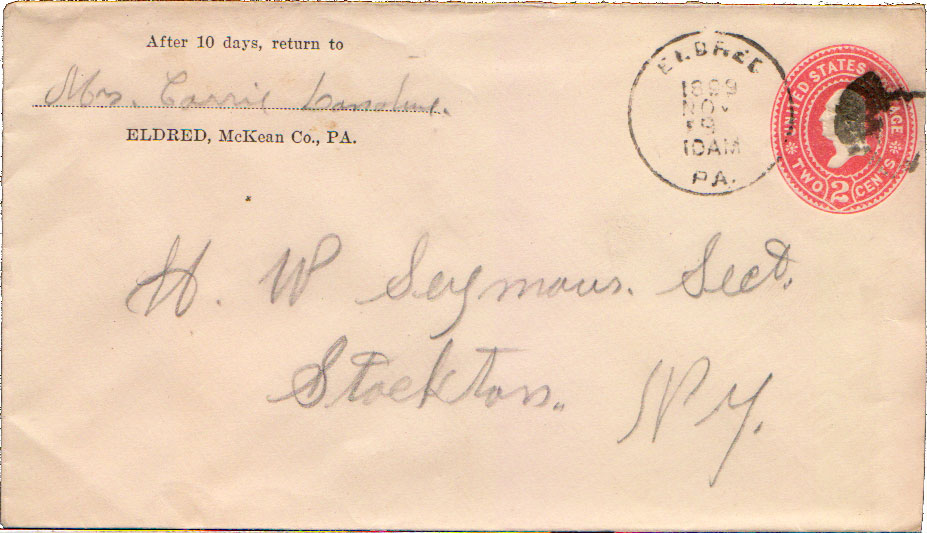 After 10 days, return to
Mrs. Carrie
ELDRED, McKean Co., PA.
ELDRED
1899
NOV
10AM
PA.
UNITED STATES
TWO 2 CENTS
H. W Seymour. Sect.
Stockton.. N Y.